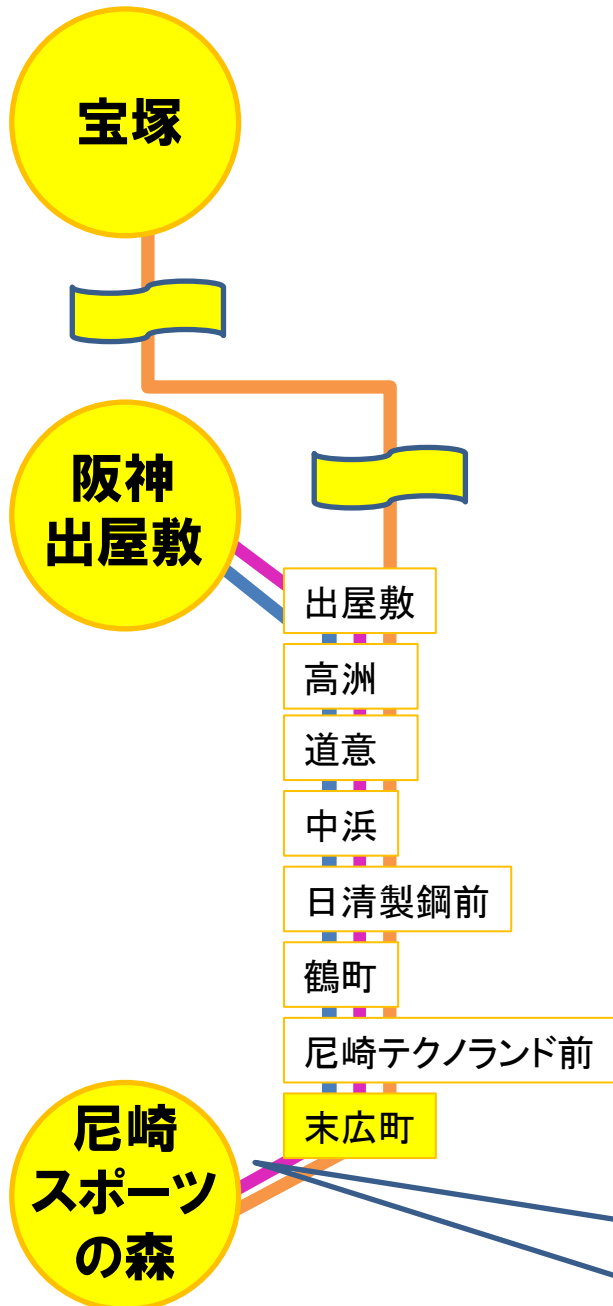 宝塚
阪神
出屋敷
出屋敷
高洲
道意
中浜
日清製鋼前
鶴町
尼崎テクノランド前
末広町
尼崎
スポーツ
の森